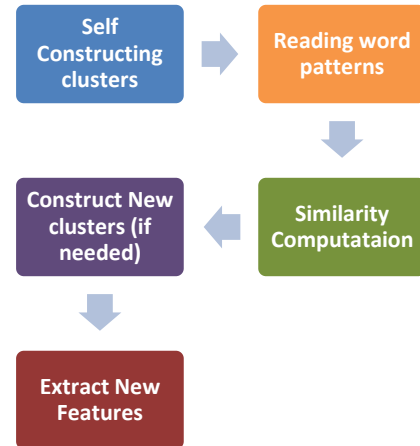 Self
Constructing
clusters
Reading word
patterns
Similarity
Computataion
Construct New
clusters (if
needed)
Extract New
Features